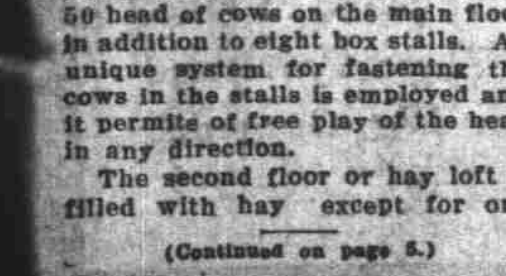 50 head of cows on the main floo
in addition to eight box stalls. A
unique system for fastening th
cows in the stalls is employed an
it permits of free play of the hea
in any direction.
The second floor or hay loft
filled with hay except for on
(Continued on page 5.)